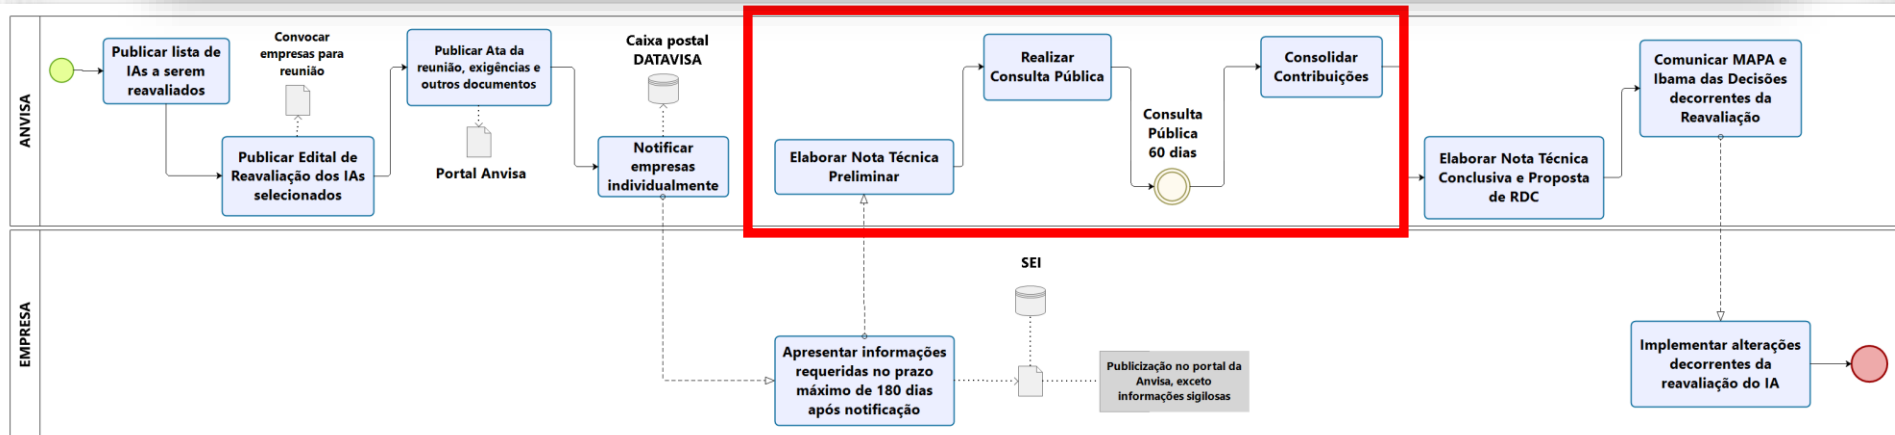 ANVISA
Publicar lista de
IAs a serem
reavaliados
Convocar
empresas para
reunião
Publicar Edital de
Reavaliação dos IAs
selecionados
Publicar Ata da
reunião, exigências e
outros documentos
Portal Anvisa
Caixa postal
DATAVISA
Notificar
empresas
individualmente
Elaborar Nota Técnica
Preliminar
Realizar
Consulta Pública
Consulta
Pública
60 dias
Consolidar
Contribuições
Elaborar Nota Técnica
Conclusiva e Proposta
de RDC
Comunicar MAPA e
Ibama das Decisões
decorrentes da
Reavaliação
EMPRESA
Apresentar informações
requeridas no prazo
máximo de 180 dias
após notificação
SEI
Publicização no portal da
Anvisa, exceto
informações sigilosas
Implementar alterações
decorrentes da
reavaliação do IA